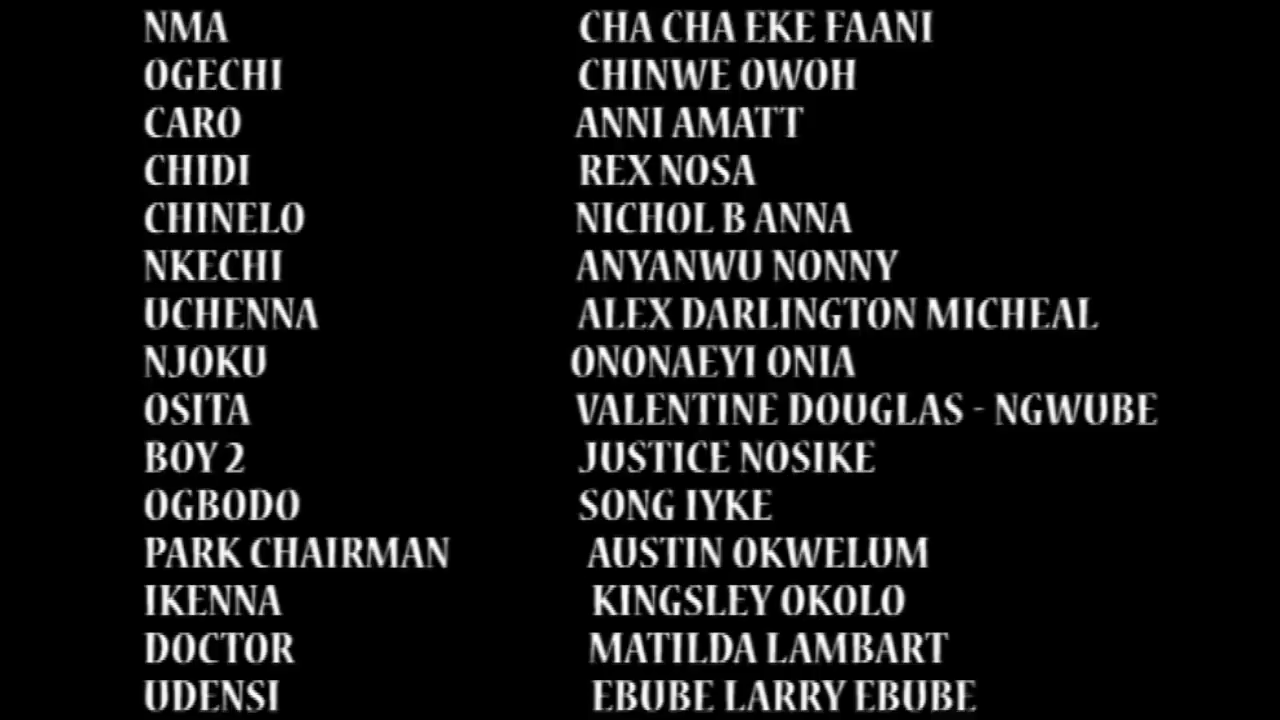 NMA CHA CHA EKE FAANI
OGECHI CHINWE OWOH
CARO ANNI AMATT
CHIDI REX NOSA
CHINELO NICHOL B ANNA
NKECHI ANYANWU NONNY
UCHENNA ALEX DARLINGTON MICHEAL
NJOKU ONONAEYI ONIA
OSITA VALENTINE DOUGLAS - NGWUBE
BOY 2 JUSTICE NOSIKE
OGBODO SONG IYKE
PARK CHAIRMAN AUSTIN OKWELUM
IKENNA KINGSLEY OKOLO
DOCTOR MATILDA LAMBART
UDENSI EBUBE LARRY EBUBE